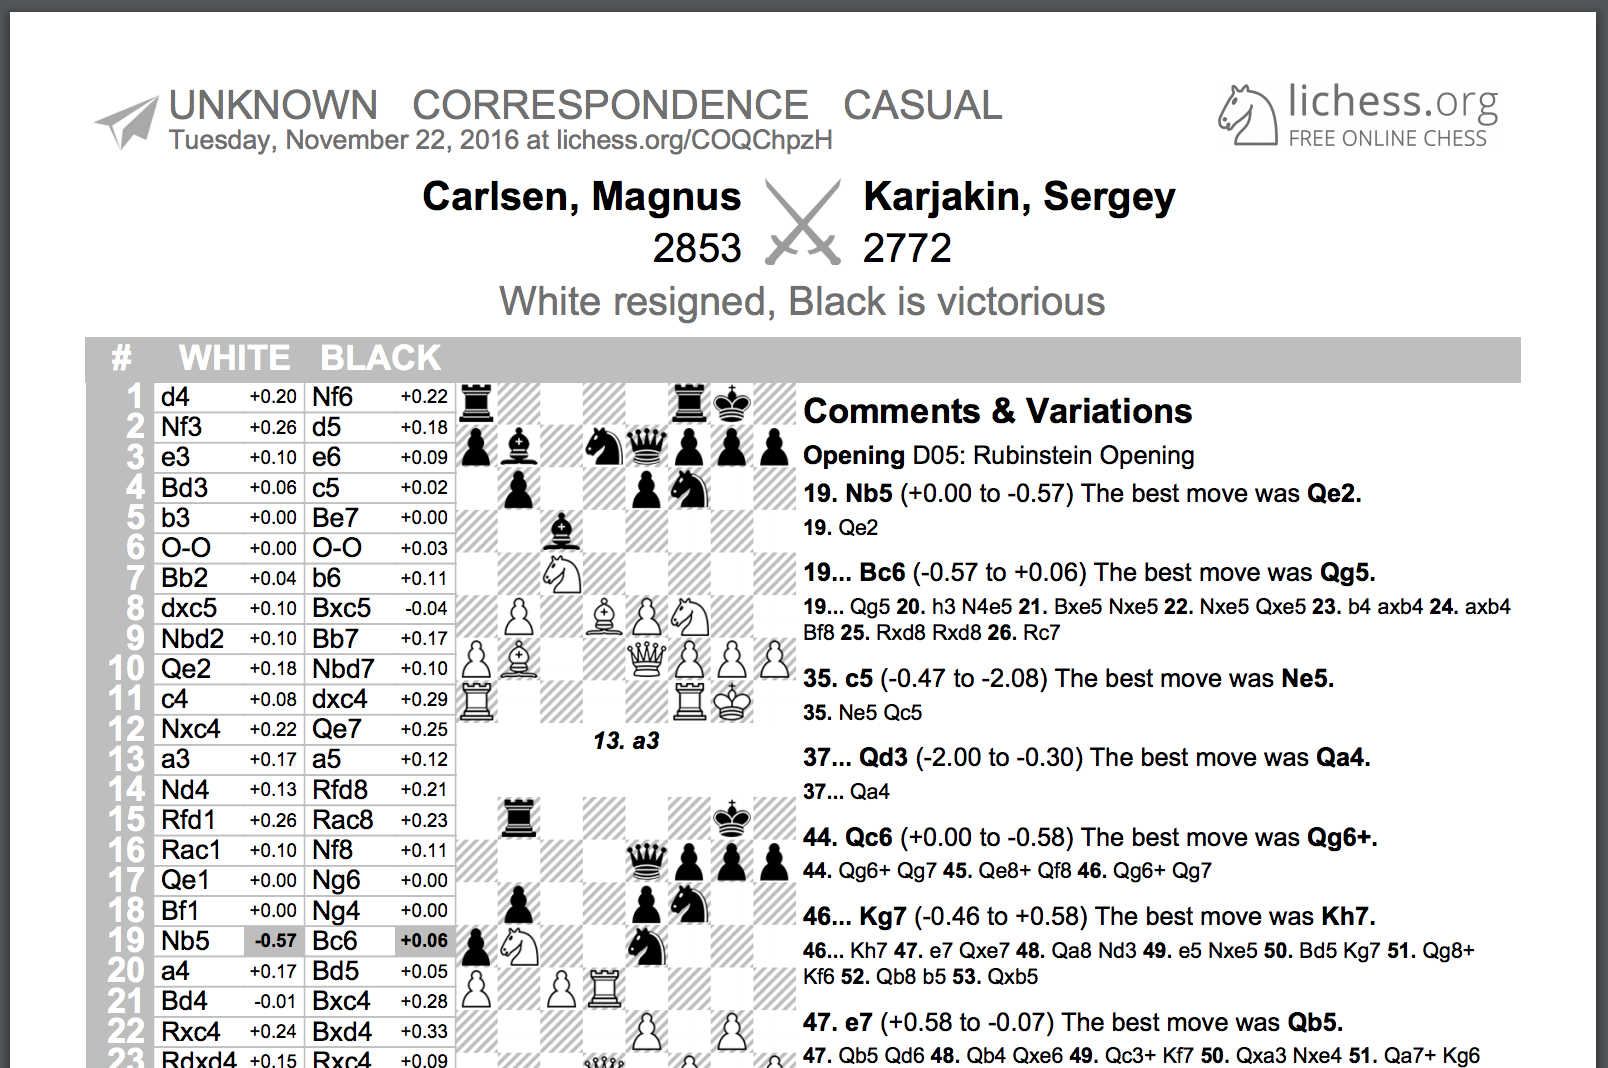 UNKNOWN CORRESPONDENCE CASUAL
Tuesday, November 22, 2016 at lichess.org/COQChpzH
lichess.org
FREE ONLINE CHESS
Carlsen, Magnus Karjakin, Sergey
2853 2772
White resigned, Black is victorious
# WHITE BLACK
1 d4 +0.20 Nf6 +0.22
2 Nf3 +0.26 d5 +0.18
3 e3 +0.10 e6 +0.09
4 Bd3 +0.06 c5 +0.02
5 b3 +0.00 Be7 +0.00
6 O-O +0.00 O-O +0.03
7 Bb2 +0.04 b6 +0.11
8 dxc5 +0.10 Bxc5 -0.04
9 Nbd2 +0.10 Bb7 +0.17
10 Qe2 +0.18 Nbd7 +0.10
11 c4 +0.08 dxc4 +0.29
12 Nxc4 +0.22 Qe7 +0.25
13 a3 +0.17 a5 +0.12
14 Nd4 +0.13 Rfd8 +0.21
15 Rfd1 +0.26 Rac8 +0.23
16 Rac1 +0.10 Nf8 +0.11
17 Qe1 +0.00 Ng6 +0.00
18 Bf1 +0.00 Ng4 +0.00
19 Nb5 -0.57 Bc6 +0.06
20 a4 +0.17 Bd5 +0.05
21 Bd4 -0.01 Bxc4 +0.28
22 Rxc4 +0.24 Bxd4 +0.33
23 Rdxd4 +0.15 Rxc4 +0.09
13. a3
Comments & Variations
Opening D05: Rubinstein Opening
19. Nb5 (+0.00 to -0.57) The best move was Qe2.
19. Qe2
19... Bc6 (-0.57 to +0.06) The best move was Qg5.
19... Qg5 20. h3 N4e5 21. Bxe5 Nxe5 22. Nxe5 Qxe5 23. b4 axb4 24. axb4
Bf8 25. Rxd8 Rxd8 26. Rc7
35. c5 (-0.47 to -2.08) The best move was Ne5.
35. Ne5 Qc5
37... Qd3 (-2.00 to -0.30) The best move was Qa4.
37... Qa4
44. Qc6 (+0.00 to -0.58) The best move was Qg6+.
44. Qg6+ Qg7 45. Qe8+ Qf8 46. Qg6+ Qg7
46... Kg7 (-0.46 to +0.58) The best move was Kh7.
46... Kh7 47. e7 Qxe7 48. Qa8 Nd3 49. e5 Nxe5 50. Bd5 Kg7 51. Qg8+
Kf6 52. Qb8 b5 53. Qxb5
47. e7 (+0.58 to -0.07) The best move was Qb5.
47. Qb5 Qd6 48. Qb4 Qxe6 49. Qc3+ Kf7 50. Qxa3 Nxe4 51. Qa7+ Kg6